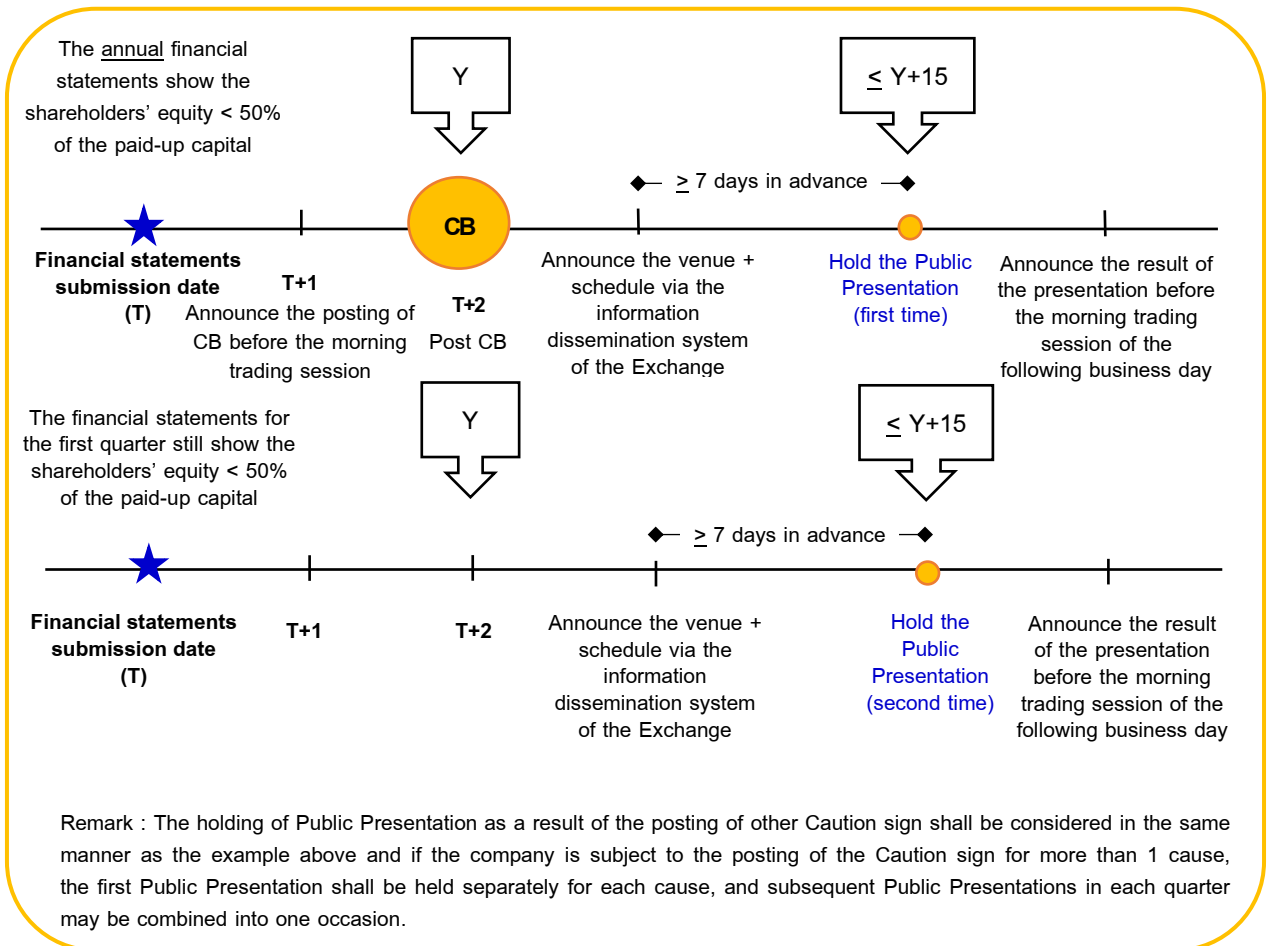 The annual financial
statements show the
shareholders’ equity < 50%
of the paid-up capital
Y
≤ Y+15
≥ 7 days in advance
CB
Financial statements
submission date
(T)
T+1
Announce the posting of
CB before the morning
trading session
T+2
Post CB
Announce the venue +
schedule via the
information
dissemination system
of the Exchange
Hold the Public
Presentation
(first time)
Announce the result of
the presentation before
the morning trading
session of the
following business day
The financial statements for
the first quarter still show the
shareholders’ equity < 50%
of the paid-up capital
Y
≤ Y+15
≥ 7 days in advance
Financial statements
submission date
(T)
T+1
T+2
Announce the venue +
schedule via the
information
dissemination system
of the Exchange
Hold the
Public
Presentation
(second time)
Announce the result
of the presentation
before the morning
trading session of the
following business day
Remark : The holding of Public Presentation as a result of the posting of other Caution sign shall be considered in the same
manner as the example above and if the company is subject to the posting of the Caution sign for more than 1 cause,
the first Public Presentation shall be held separately for each cause, and subsequent Public Presentations in each quarter
may be combined into one occasion.